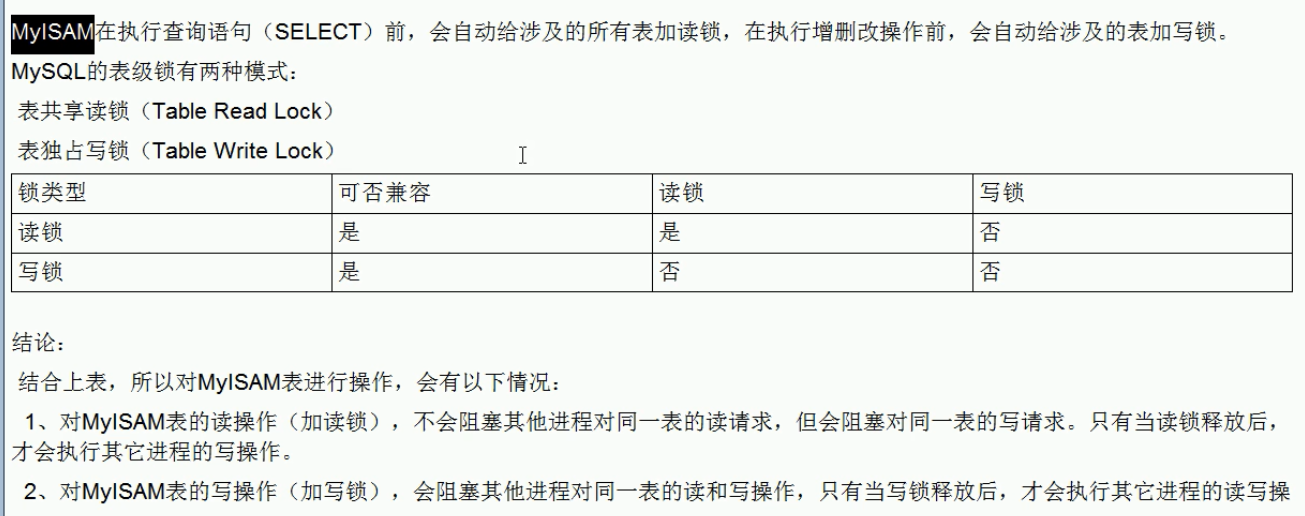 MyISAM在执行查询语句（SELECT）前，会自动给涉及的所有表加读锁，在执行增删改操作前，会自动给涉及的表加写锁。
MySQL的表级锁有两种模式：
表共享读锁（Table Read Lock）
表独占写锁（Table Write Lock）
锁类型 可否兼容 读锁 写锁
读锁 是 是 否
写锁 是 否 否
结论：
结合上表，所以对MyISAM表进行操作，会有以下情况：
1、对MyISAM表的读操作（加读锁），不会阻塞其他进程对同一表的读请求，但会阻塞对同一表的写请求。只有当读锁释放后，
才会执行其它进程的写操作。
2、对MyISAM表的写操作（加写锁），会阻塞其他进程对同一表的读和写操作，只有当写锁释放后，才会执行其它进程的读写操